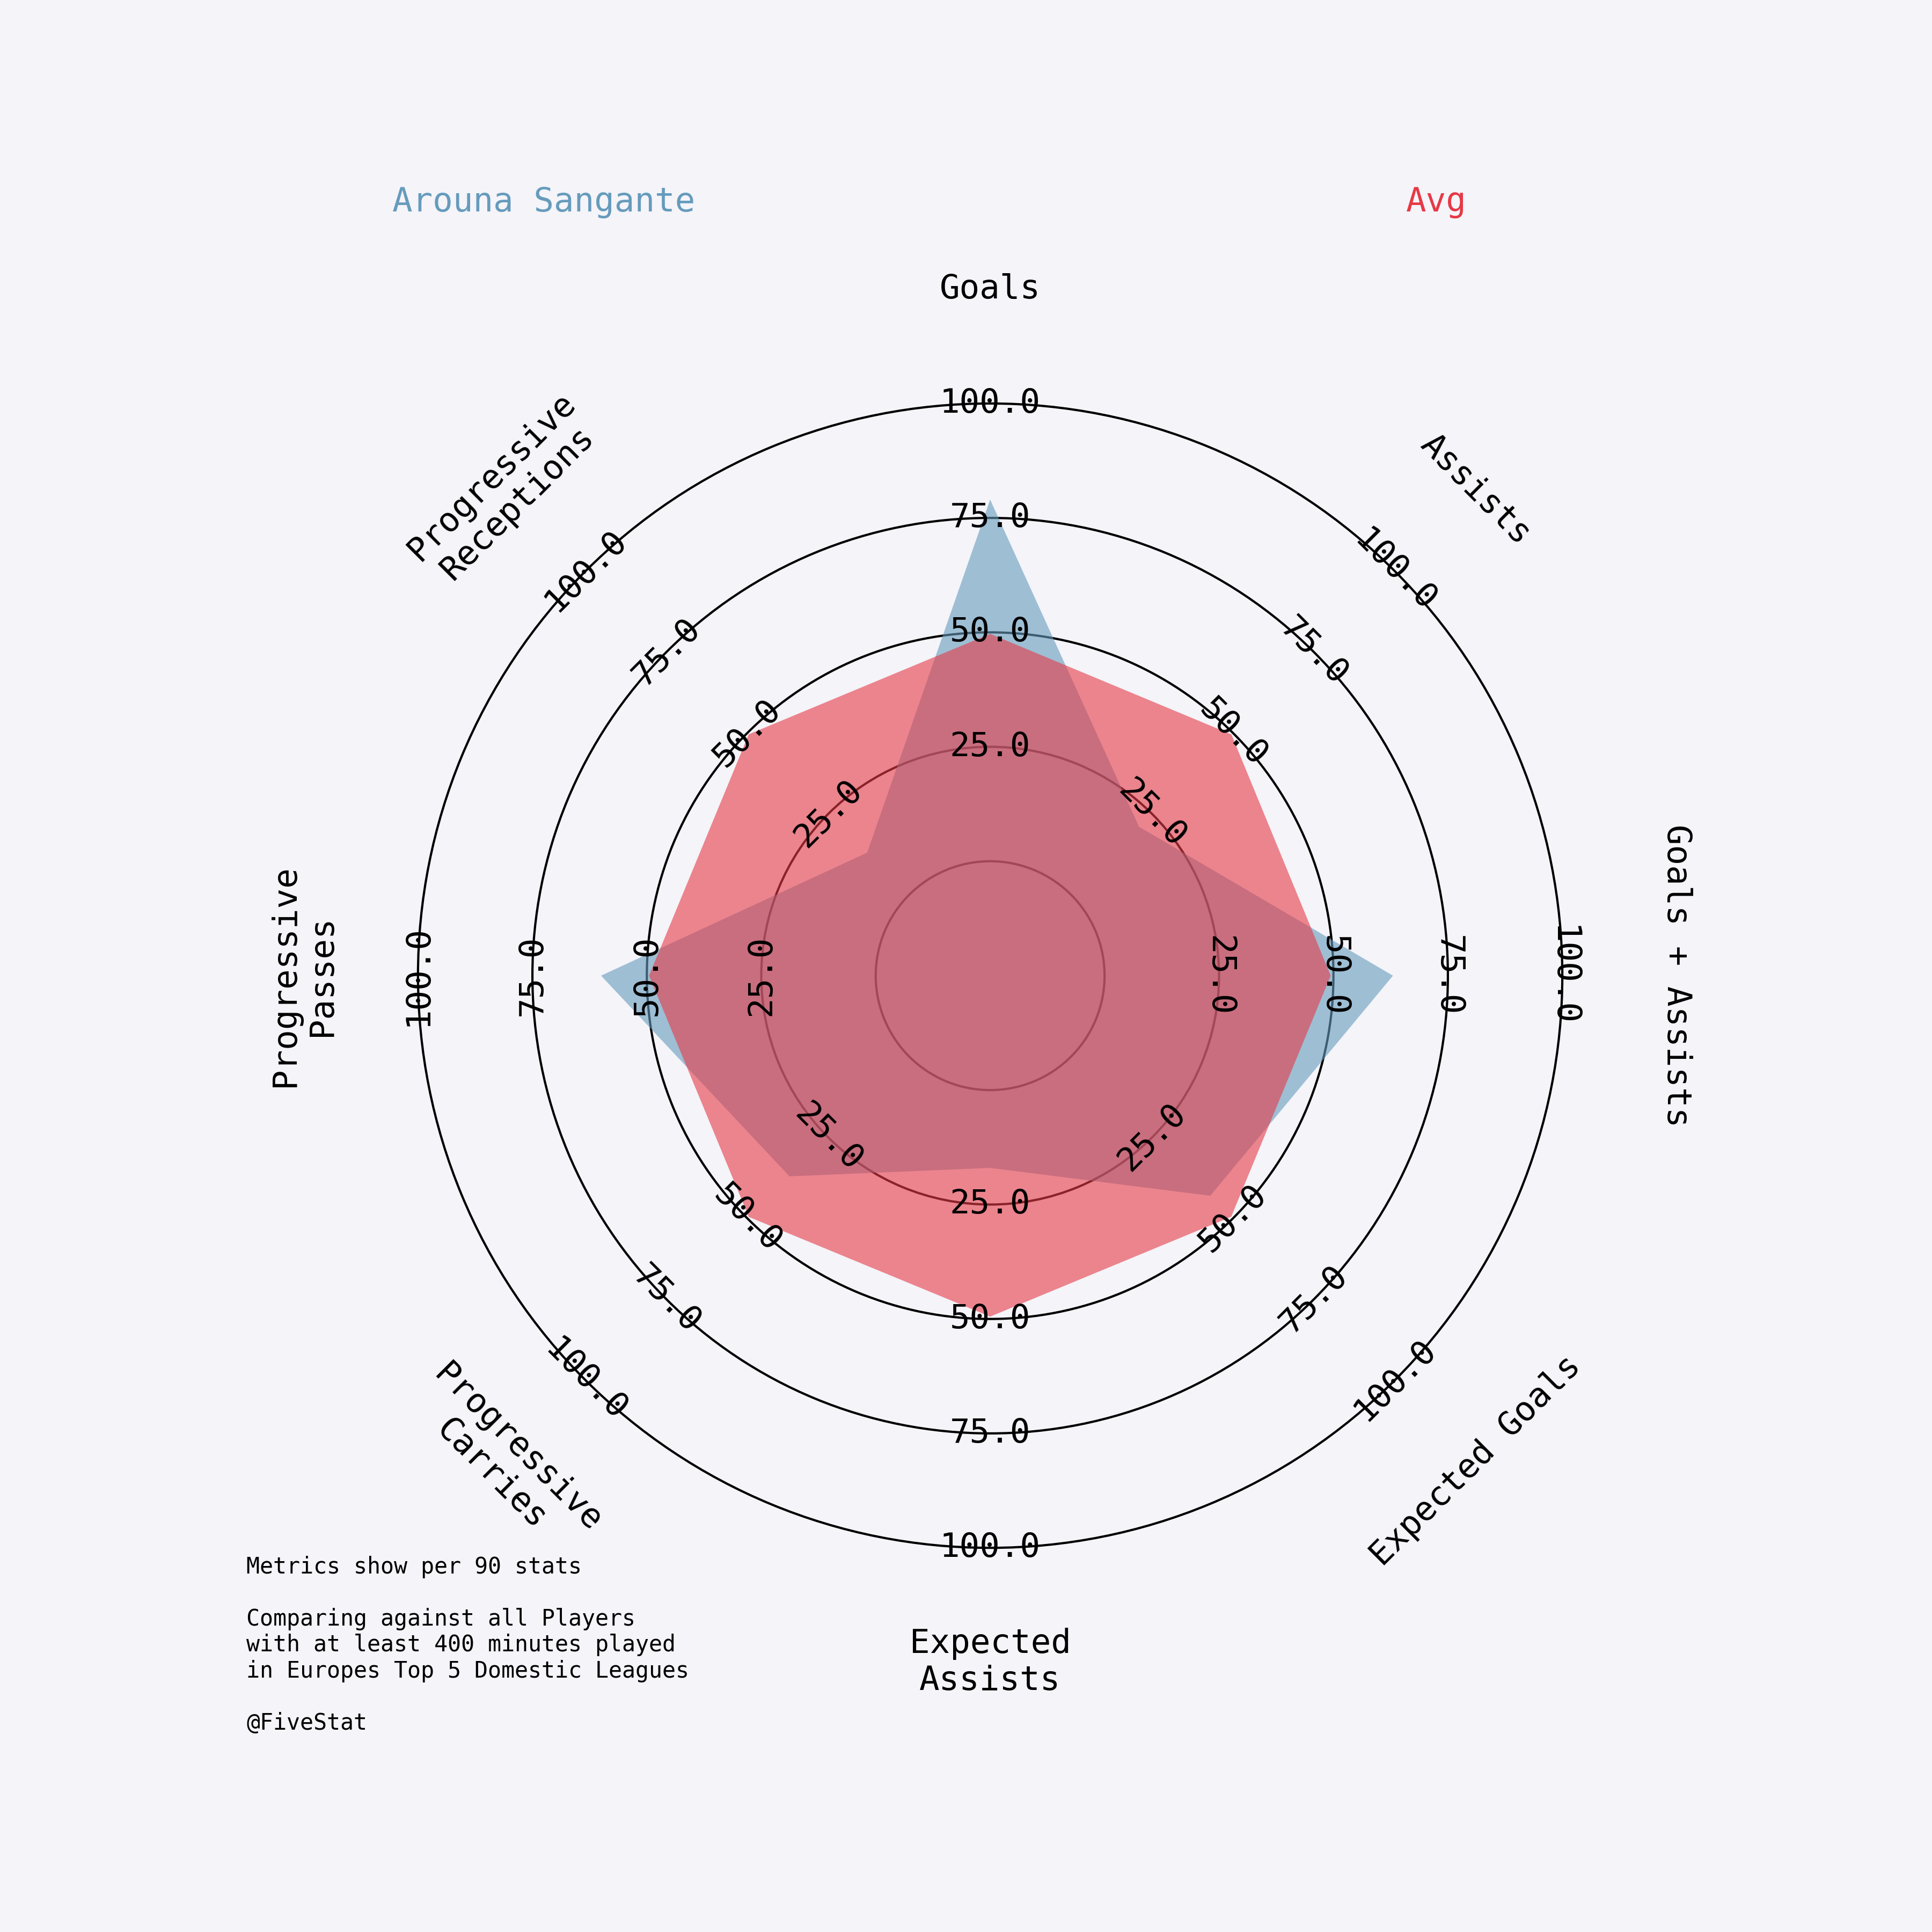 Arouna Sangante
Avg
Goals
Assists
Goals + Assists
Expected Goals
Expected
Assists
Progressive
Carries
Progressive
Passes
Progressive
Receptions
25.0
50.0
75.0
100.0
25.0
50.0
75.0
100.0
25.0
50.0
75.0
100.0
25.0
50.0
75.0
100.0
25.0
50.0
75.0
100.0
25.0
50.0
75.0
100.0
25.0
50.0
75.0
100.0
25.0
50.0
75.0
100.0
Metrics show per 90 stats
Comparing against all Players
with at least 400 minutes played
in Europes Top 5 Domestic Leagues
@FiveStat